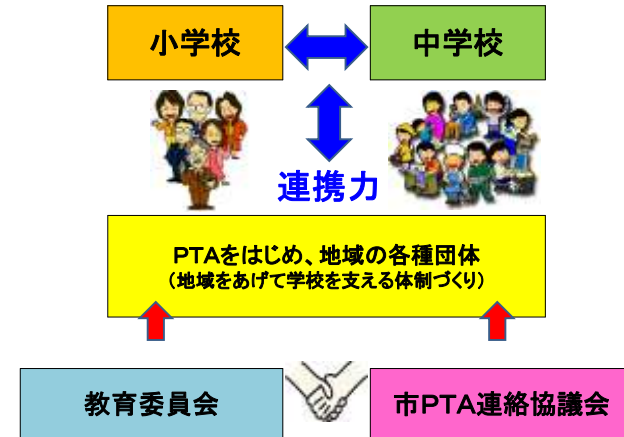 小学校
中学校
連携力
PTAをはじめ、地域の各種団体
(地域をあげて学校を支える体制づくり)
教育委員会
市PTA連絡協議会